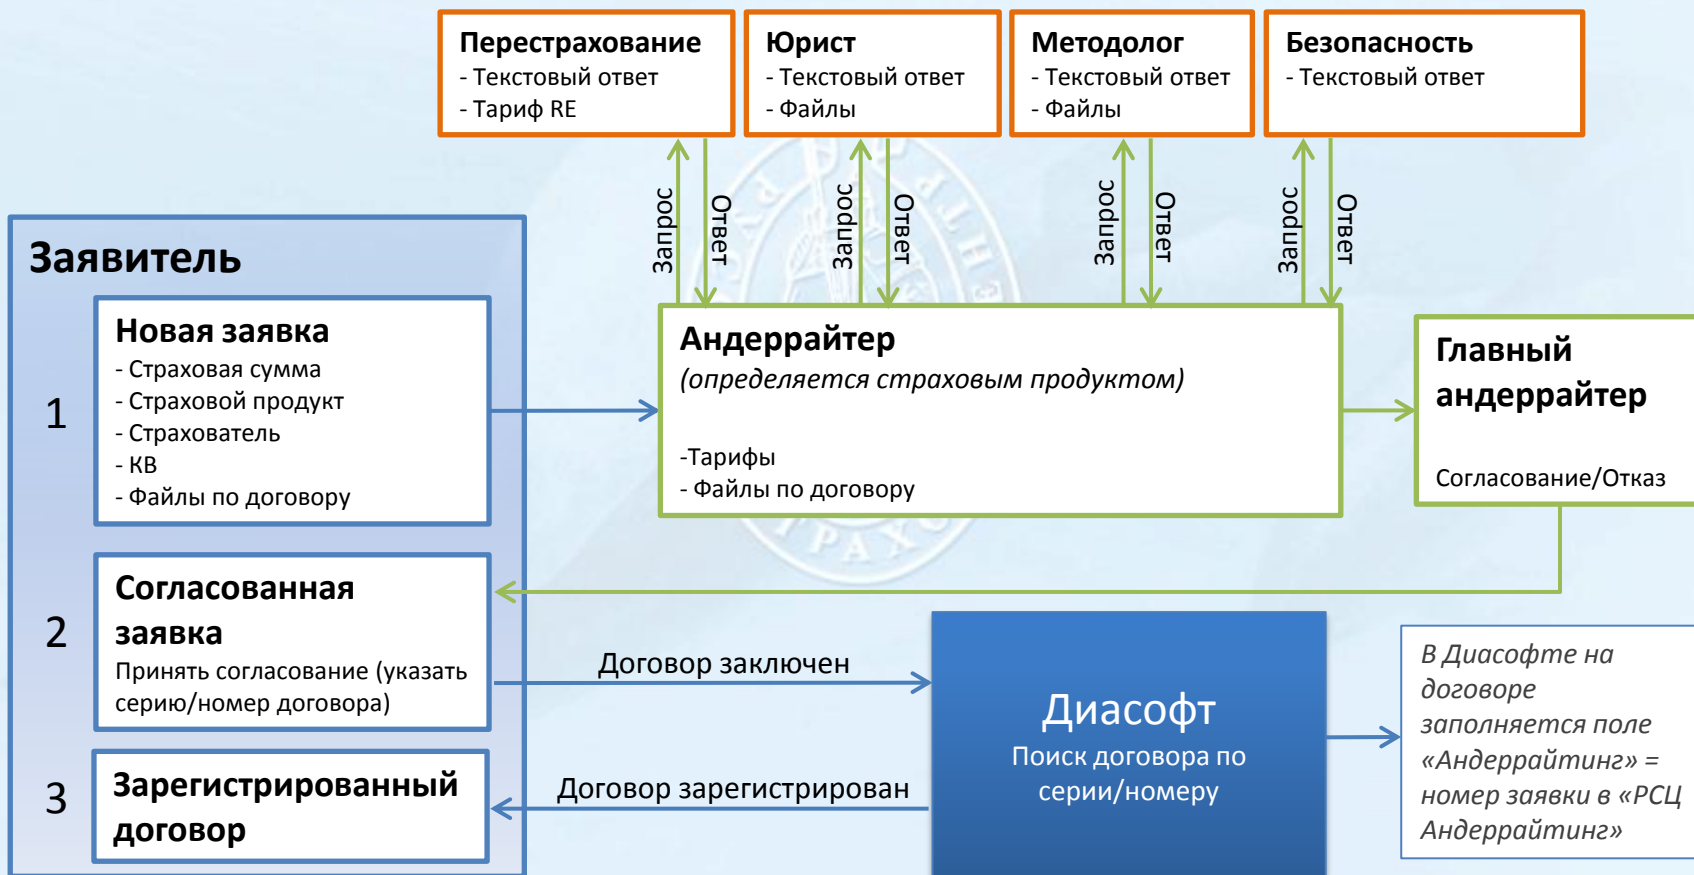 Перестрахование
- Текстовый ответ
- Тариф RE
Юрист
- Текстовый ответ
- Файлы
Методолог
- Текстовый ответ
- Файлы
Безопасность
- Текстовый ответ
Запрос
Ответ
Запрос
Ответ
Запрос
Ответ
Запрос
Ответ
Заявитель
1
Новая заявка
- Страховая сумма
- Страховой продукт
- Страхователь
- КВ
- Файлы по договору
Андеррайтер
(определяется страховым продуктом)
-Тарифы
- Файлы по договору
Главный
андеррайтер
Согласование/Отказ
2
Согласованная
заявка
Принять согласование (указать
серию/номер договора)
Договор заключен
Диасофт
Поиск договора по
серии/номеру
В Диасофте на
договоре
заполняется поле
«Андеррайтинг» =
номер заявки в «РСЦ
Андеррайтинг»
3
Зарегистрированный
договор
Договор зарегистрирован